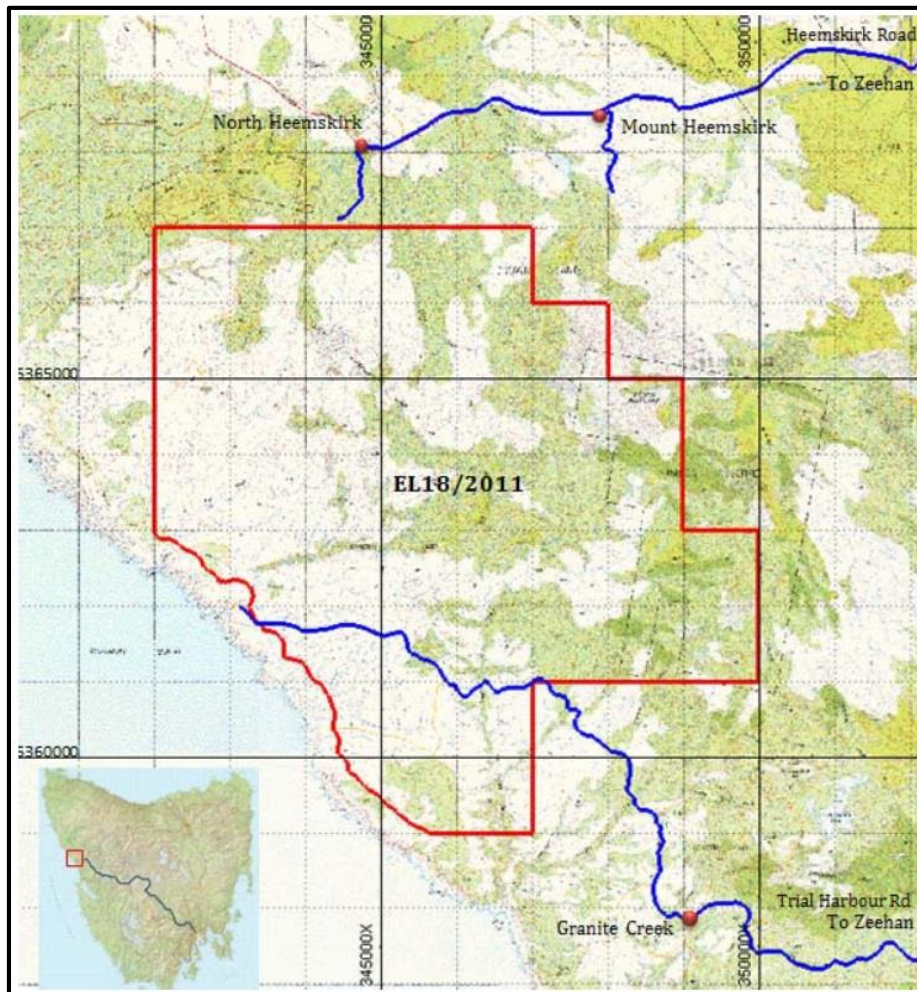 345000
350000
Heemskirk Road
To Zeehan
North Heemskirk
Mount Heemskirk
5365000
EL18/2011
5360000
Trial Harbour Rd
To Zeehan
Granite Creek
345000X
350000X